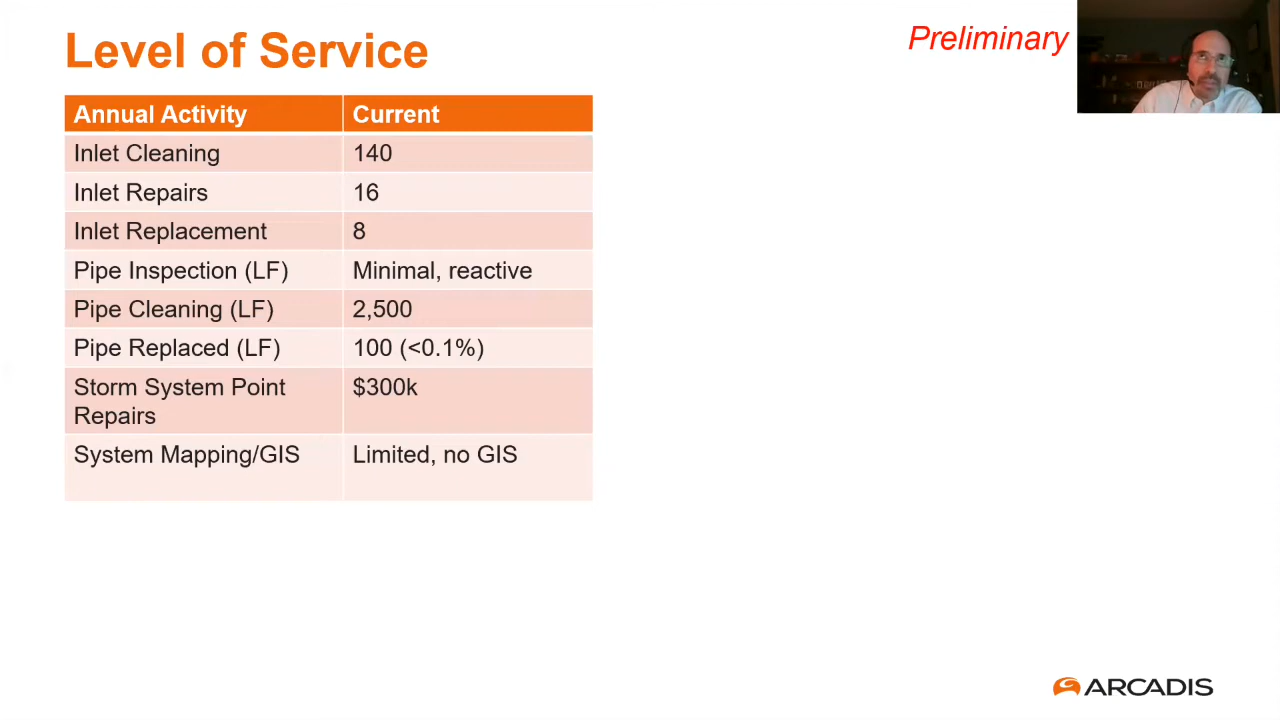 Level of Service
Preliminary
Annual Activity Current
Inlet Cleaning 140
Inlet Repairs 16
Inlet Replacement 8
Pipe Inspection (LF) Minimal, reactive
Pipe Cleaning (LF) 2,500
Pipe Replaced (LF) 100 (<0.1%)
Storm System Point $300k
Repairs
System Mapping/GIS Limited, no GIS
ARCADIS